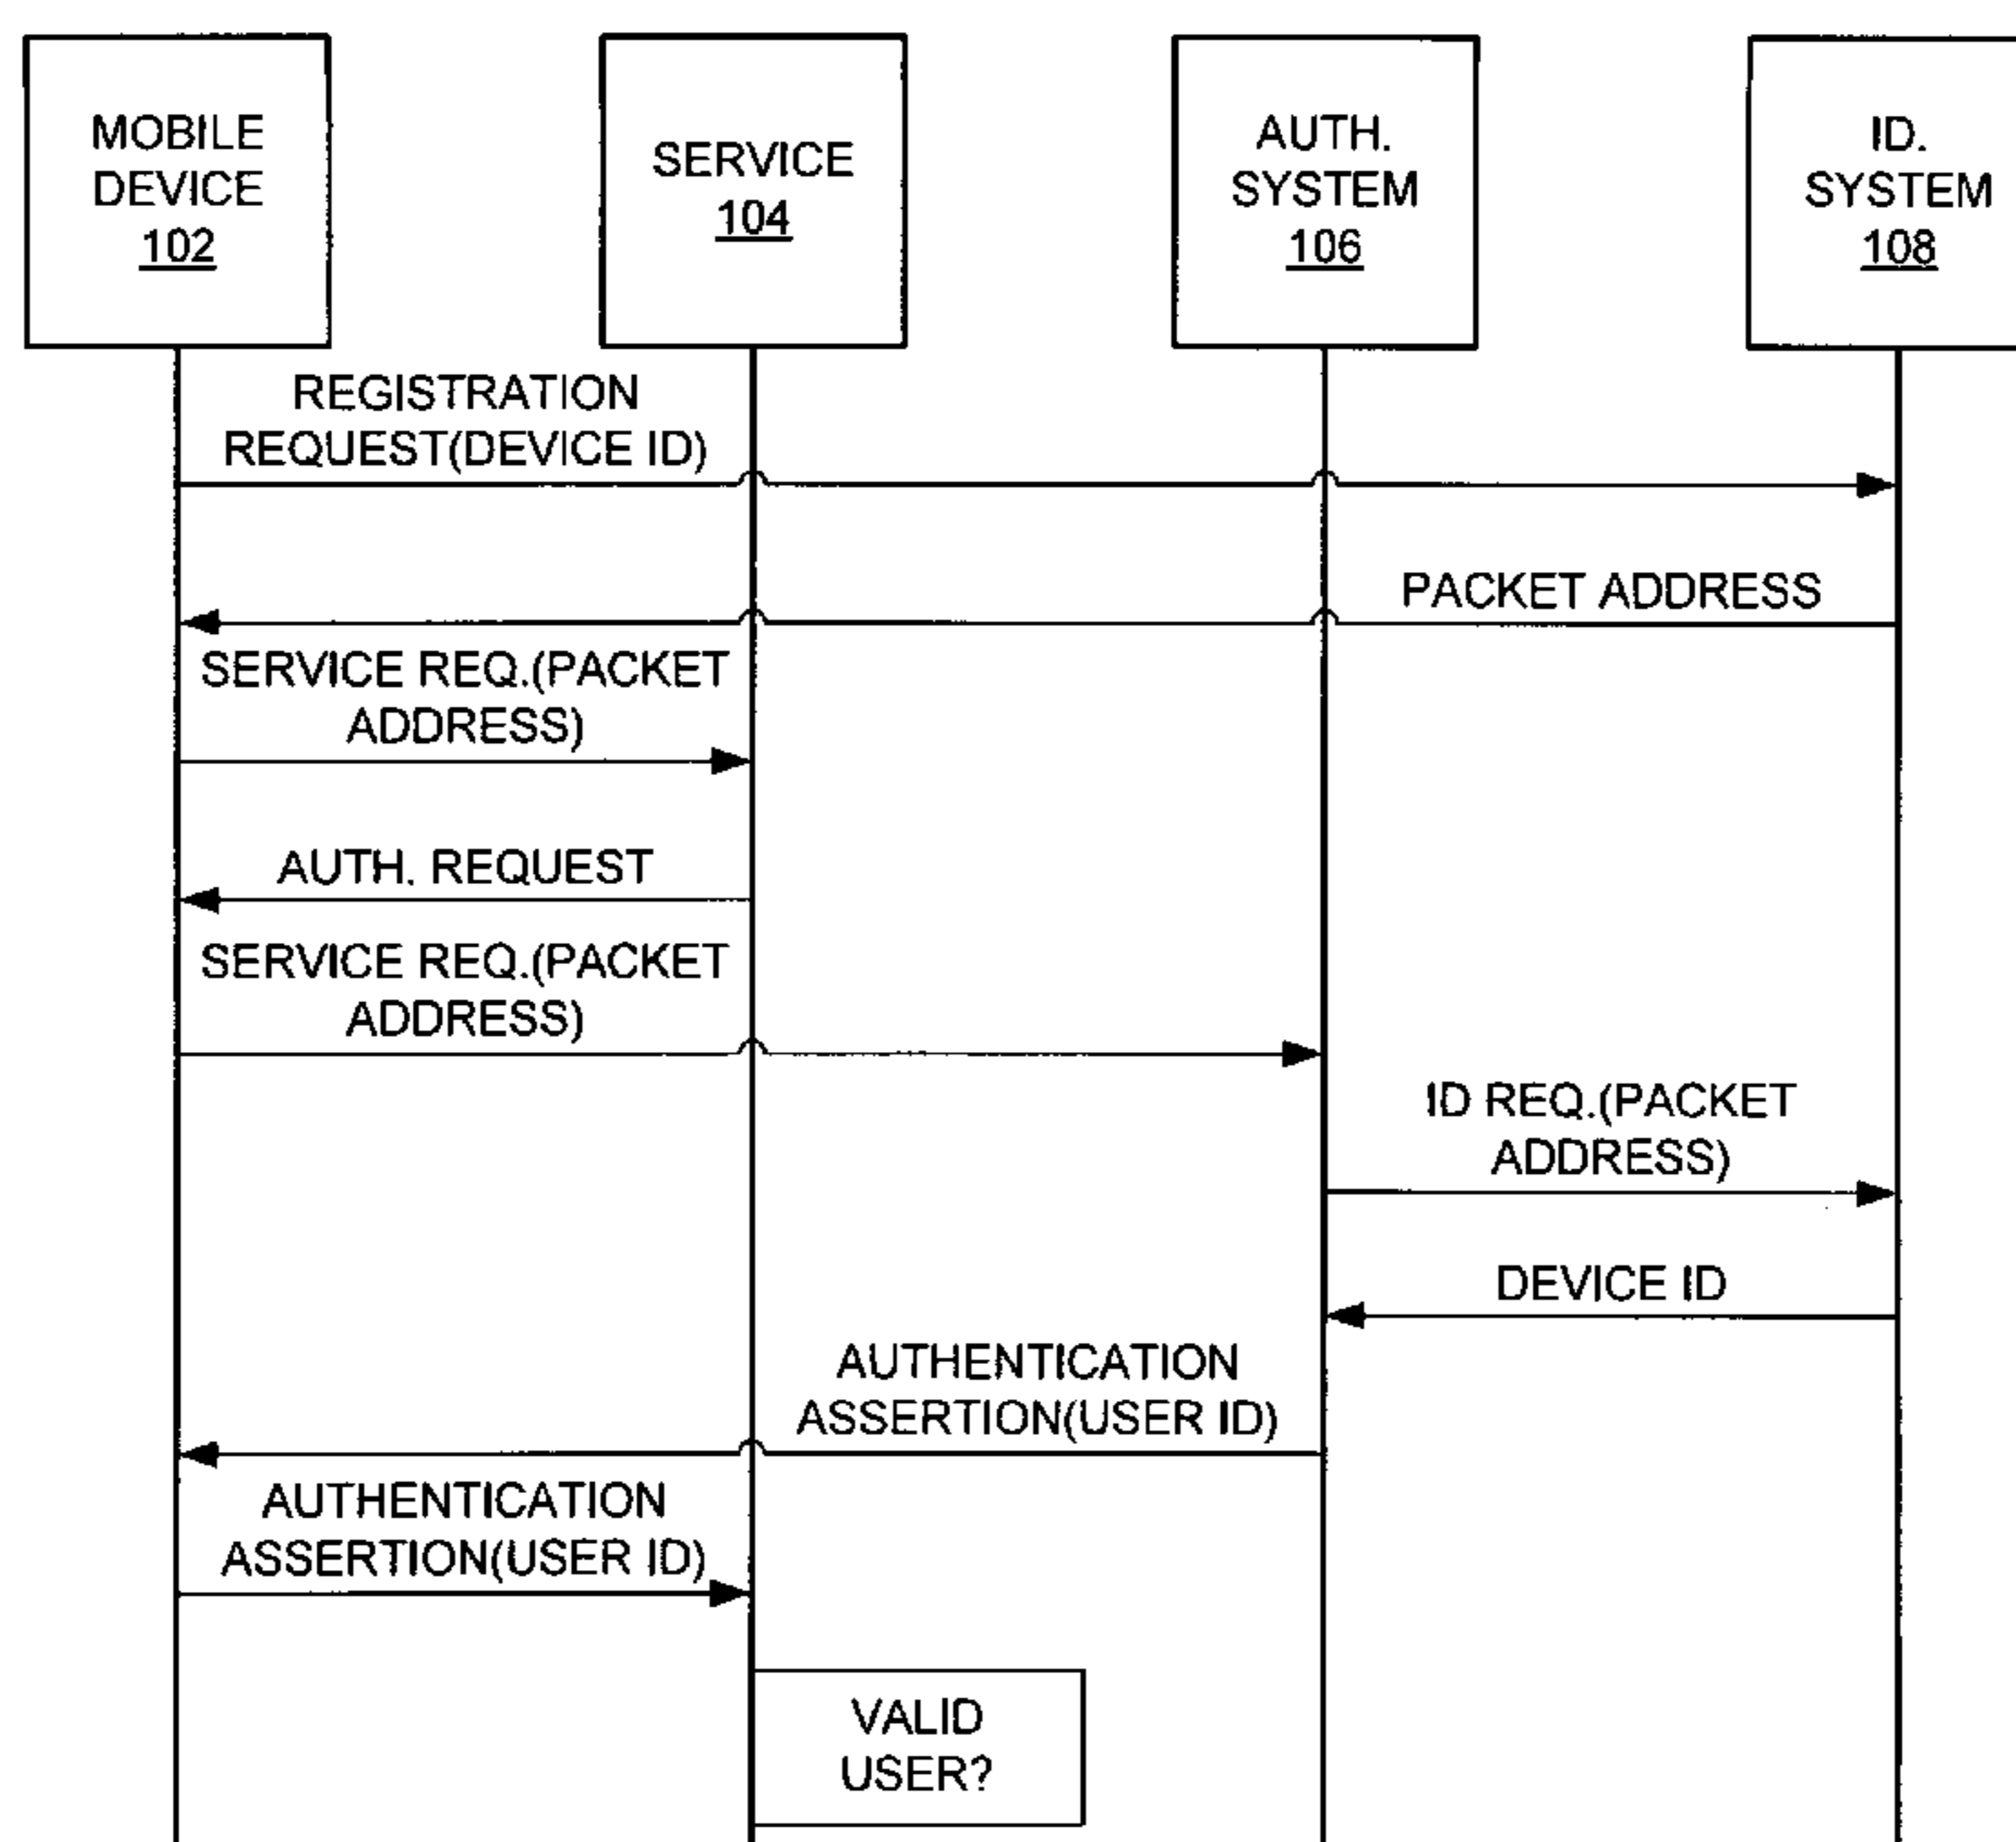 MOBILE
DEVICE
102
SERVICE
104
AUTH.
SYSTEM
106
ID.
SYSTEM
108
REGISTRATION
REQUEST(DEVICE ID)
PACKET ADDRESS
SERVICE REQ.(PACKET
ADDRESS)
AUTH. REQUEST
SERVICE REQ.(PACKET
ADDRESS)
ID REQ.(PACKET
ADDRESS)
DEVICE ID
AUTHENTICATION
ASSERTION(USER ID)
AUTHENTICATION
ASSERTION(USER ID)
VALID
USER?